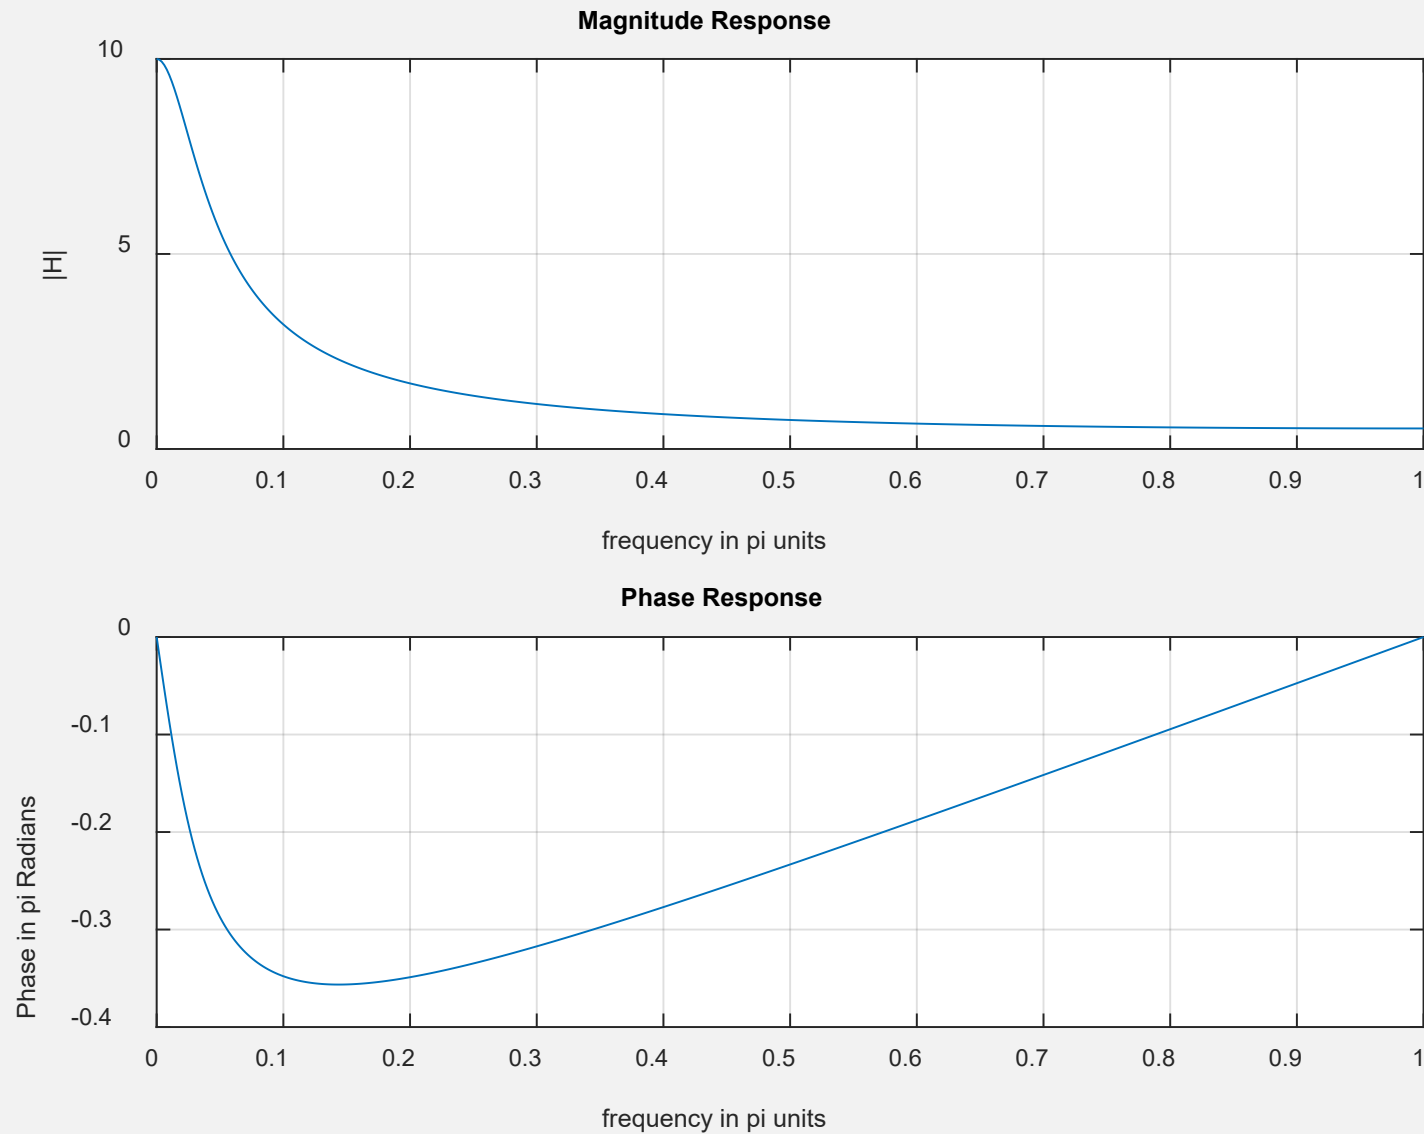 Magnitude Response
10
5
0
|H|
0 0.1 0.2 0.3 0.4 0.5 0.6 0.7 0.8 0.9 1
frequency in pi units
Phase Response
0
-0.1
-0.2
-0.3
-0.4
Phase in pi Radians
0 0.1 0.2 0.3 0.4 0.5 0.6 0.7 0.8 0.9 1
frequency in pi units